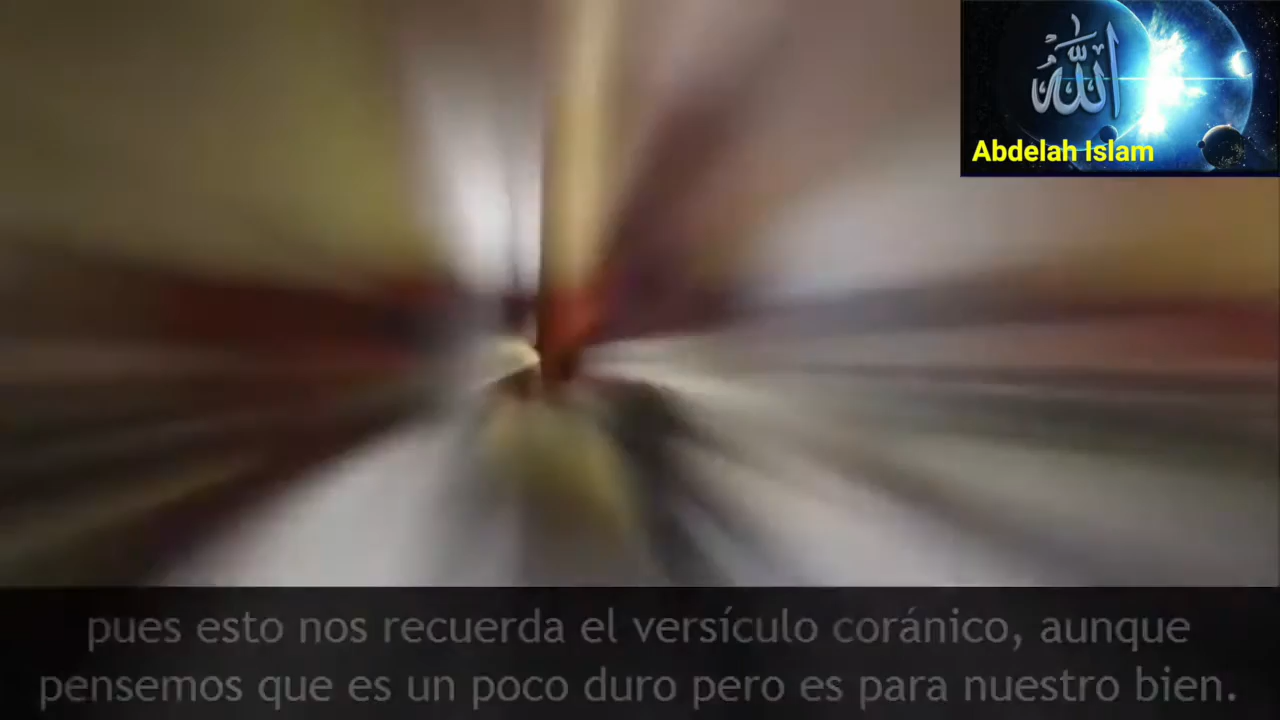 الله
Abdelah Islam
pues esto nos recuerda el versículo coránico, aunque
pensemos que es un poco duro pero es para nuestro bien.